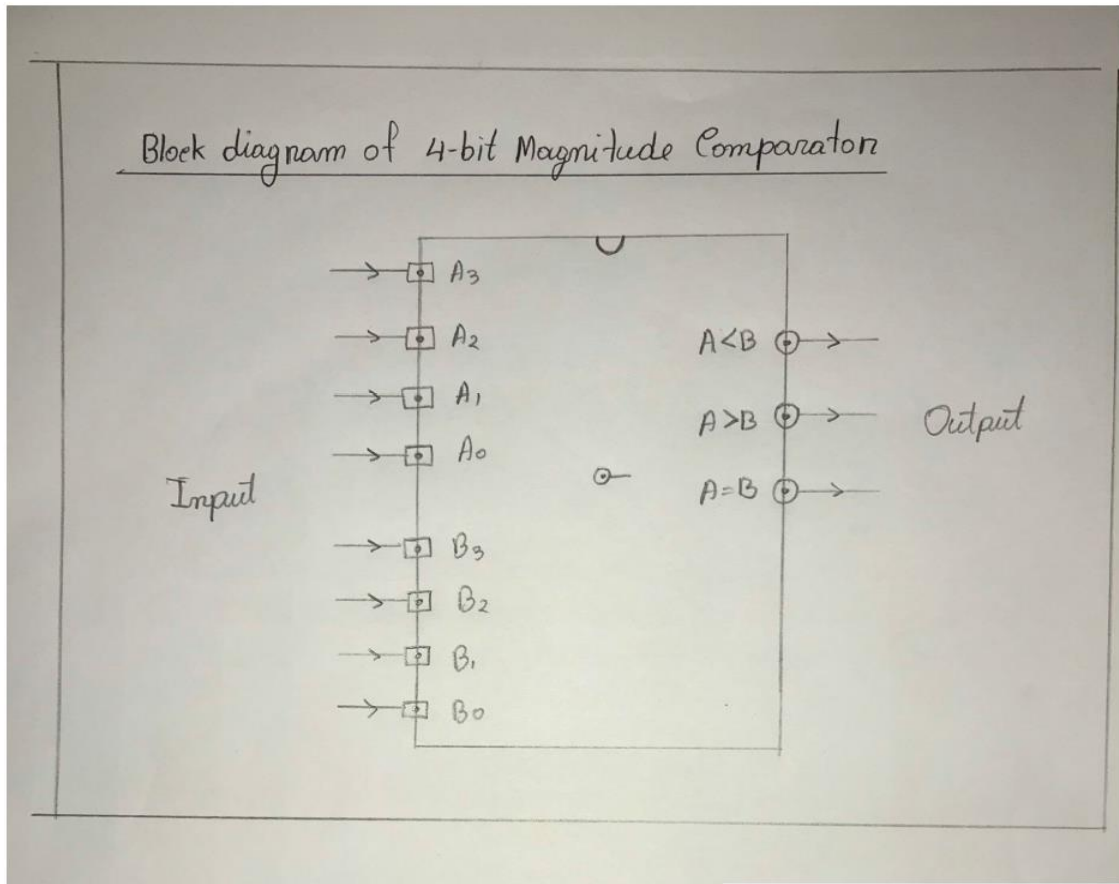 Block diagram of 4-bit Magnitude Comparator
A3
A2
A1
A0
Input
B3
B2
B1
B0
A<B
A>B
A=B
Output